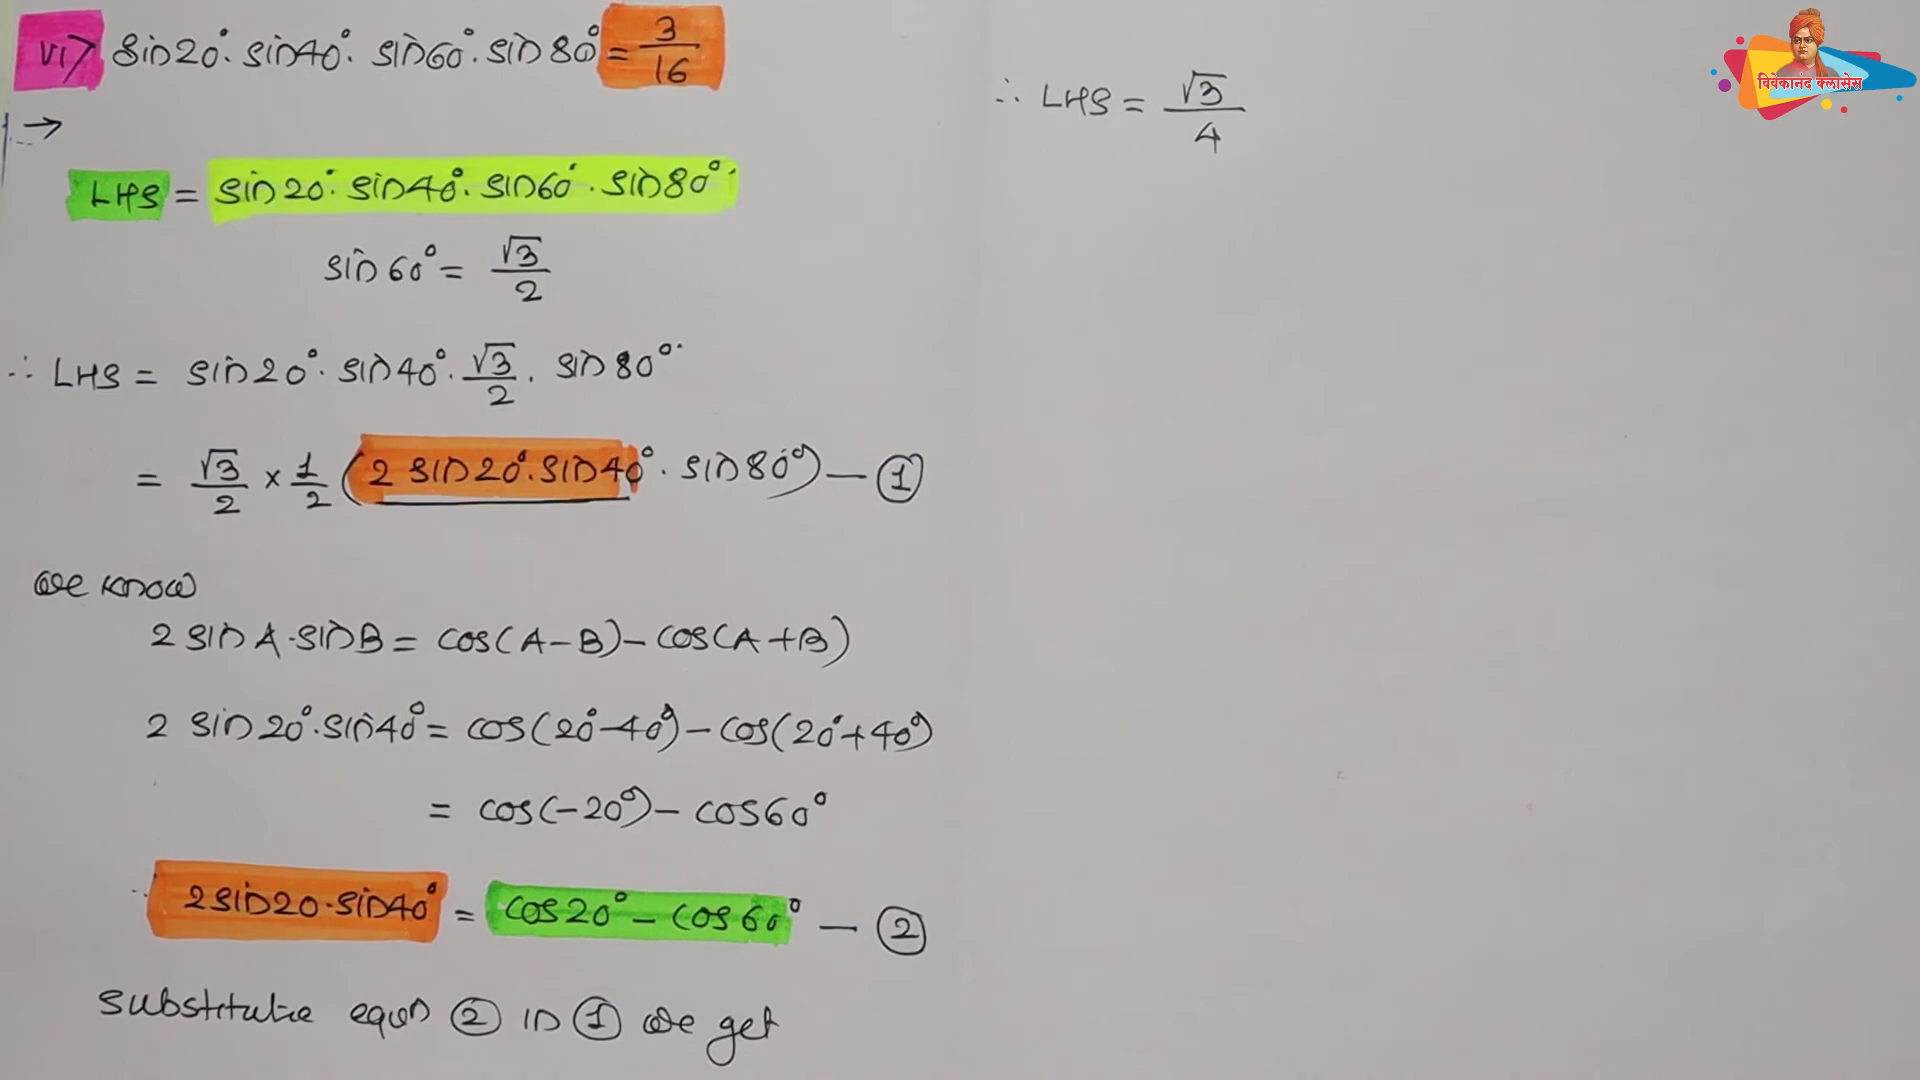 vi) sin20°. sin40°. sin60°. sin80° = 3/16
→
LHS = sin20°. sin40°. sin60°. sin80°
sin60° = √3/2
∴ LHS = sin20°. sin40°. √3/2. sin80°
= √3/2 × 1/2 (2 sin20°. sin40°. sin80°) — ①
we know
2 sinA.sinB = cos(A-B) - cos(A+B)
2 sin20°.sin40° = cos(20°-40°) - cos(20°+40°)
= cos(-20°) - cos60°
∴ 2sin20.sin40° = cos20° - cos60° — ②
substitute equn ② in ① we get
∴ LHS = √3/4
विवेकानंद क्लासेस